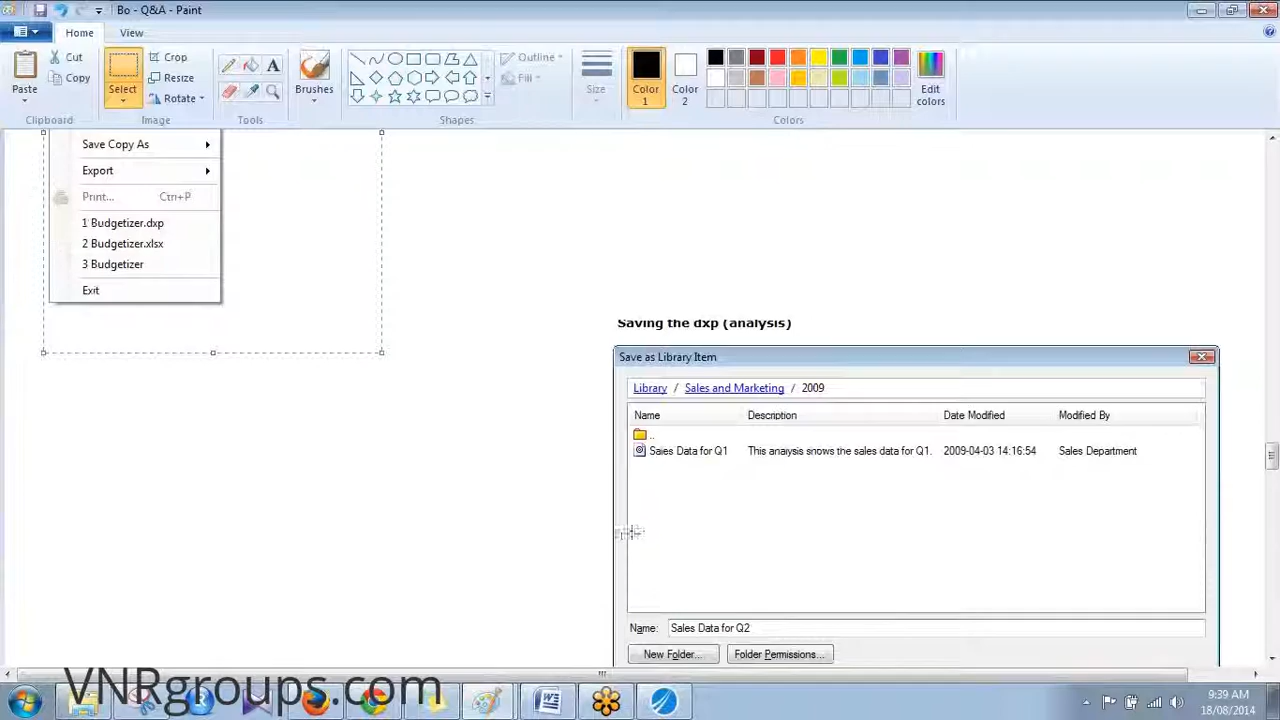 Bo - Q&A - Paint
Home
View
Paste
Cut
Copy
Clipboard
Select
Crop
Resize
Rotate
Image
A
Tools
Brushes
Shapes
Outline
Fill
Size
Color
1
Color
2
Edit
colors
Colors
Save Copy As
Export
Print... Ctrl+P
1 Budgetizer.dxp
2 Budgetizer.xlsx
3 Budgetizer
Exit
Saving the dxp (analysis)
Save as Library Item
Library / Sales and Marketing / 2009
Name Description Date Modified Modified By
..
Sales Data for Q1 This analysis shows the sales data for Q1. 2009-04-03 14:16:54 Sales Department
Name: Sales Data for Q2
New Folder... Folder Permissions...
VNRgroups.com
9:39 AM
18/08/2014